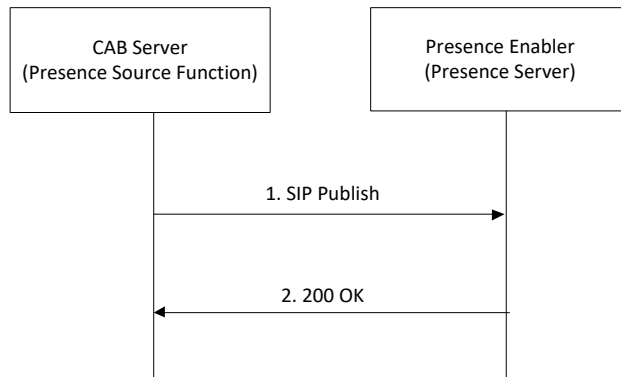 CAB Server
(Presence Source Function)
Presence Enabler
(Presence Server)
1. SIP Publish
2. 200 OK